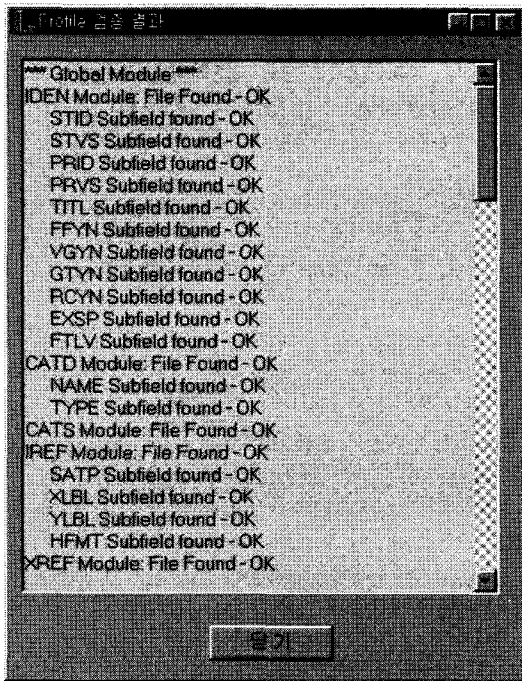 Profile 검증 결과
*** Global Module ***
IDEN Module: File Found - OK
STID Subfield found - OK
STVS Subfield found - OK
PRID Subfield found - OK
PRVS Subfield found - OK
TITL Subfield found - OK
FFYN Subfield found - OK
VGYN Subfield found - OK
GTYN Subfield found - OK
RCYN Subfield found - OK
EXSP Subfield found - OK
FTLV Subfield found - OK
CATD Module: File Found - OK
NAME Subfield found - OK
TYPE Subfield found - OK
CATS Module: File Found - OK
IREF Module: File Found - OK
SATP Subfield found - OK
XLBL Subfield found - OK
YLBL Subfield found - OK
HFMT Subfield found - OK
XREF Module: File Found - OK
닫기